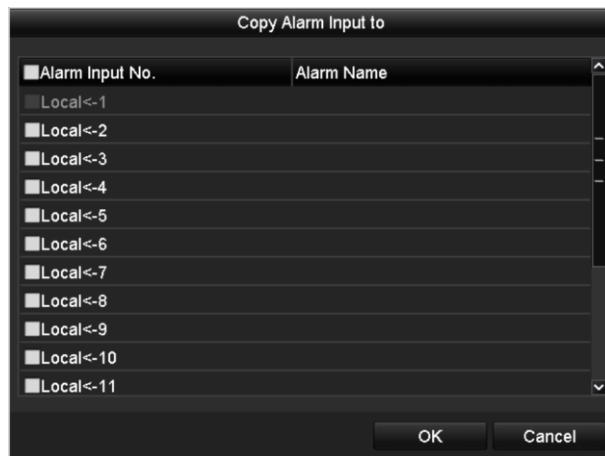 Copy Alarm Input to
Alarm Input No. Alarm Name
Local<-1
Local<-2
Local<-3
Local<-4
Local<-5
Local<-6
Local<-7
Local<-8
Local<-9
Local<-10
Local<-11
OK Cancel